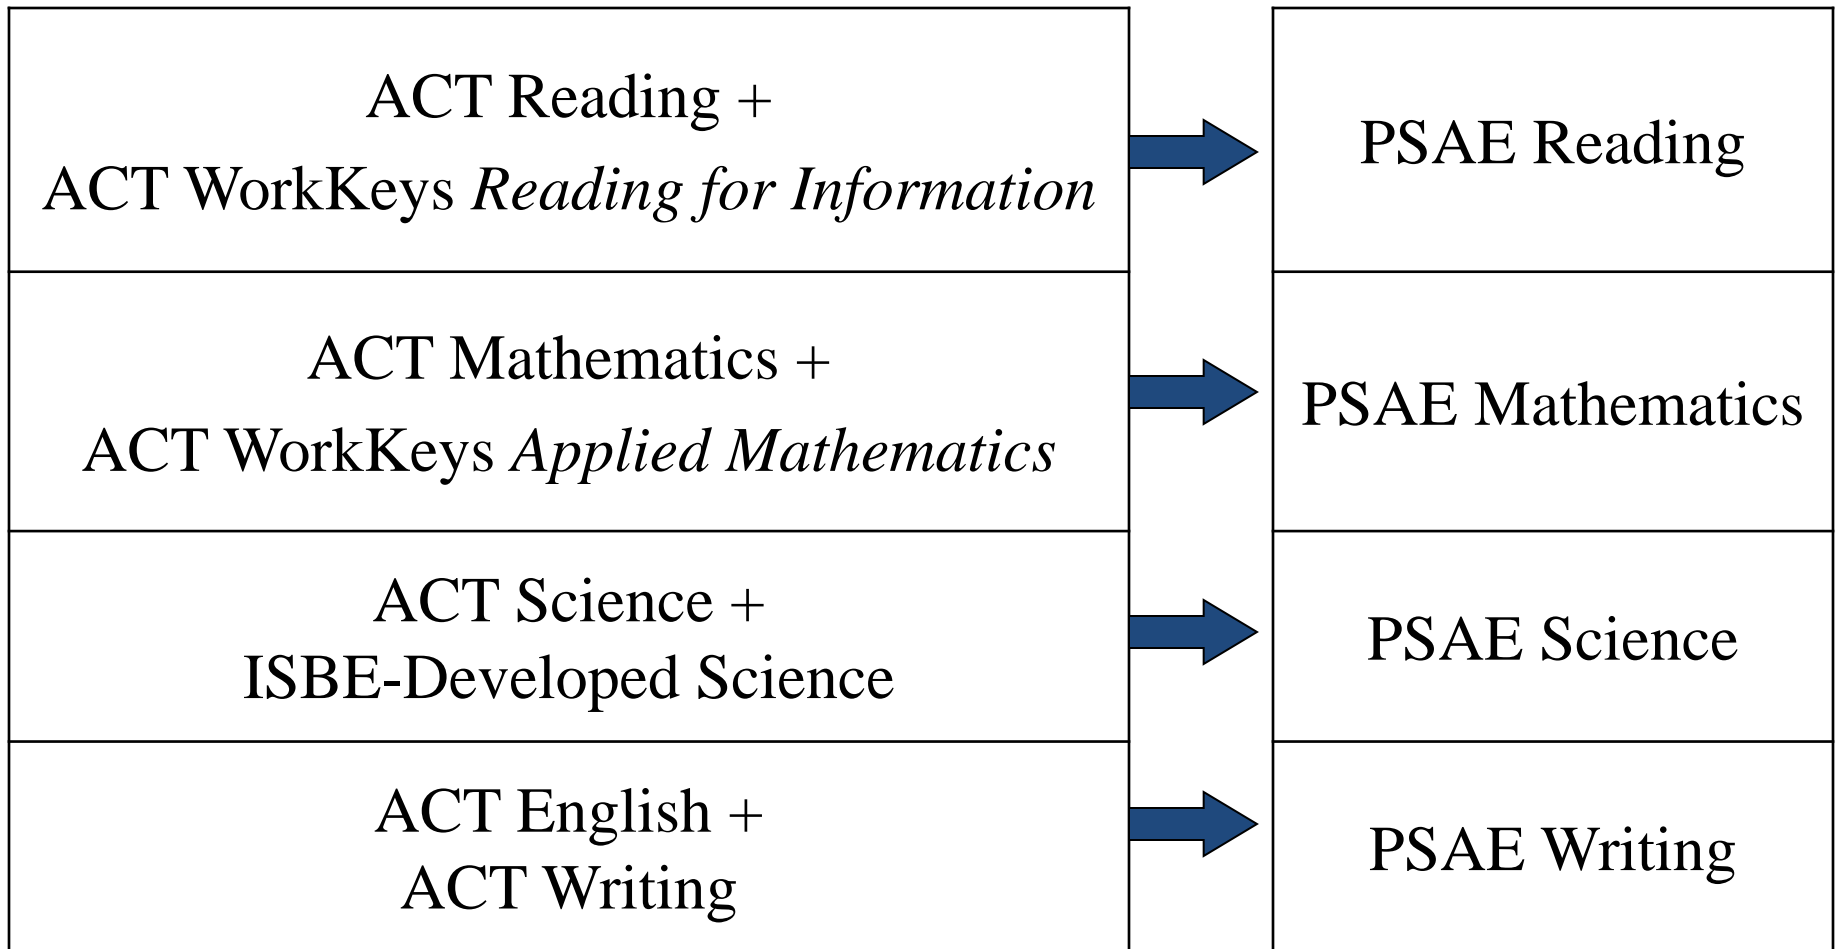 ACT Reading +
ACT WorkKeys Reading for Information
PSAE Reading
ACT Mathematics +
ACT WorkKeys Applied Mathematics
PSAE Mathematics
ACT Science +
ISBE-Developed Science
PSAE Science
ACT English +
ACT Writing
PSAE Writing